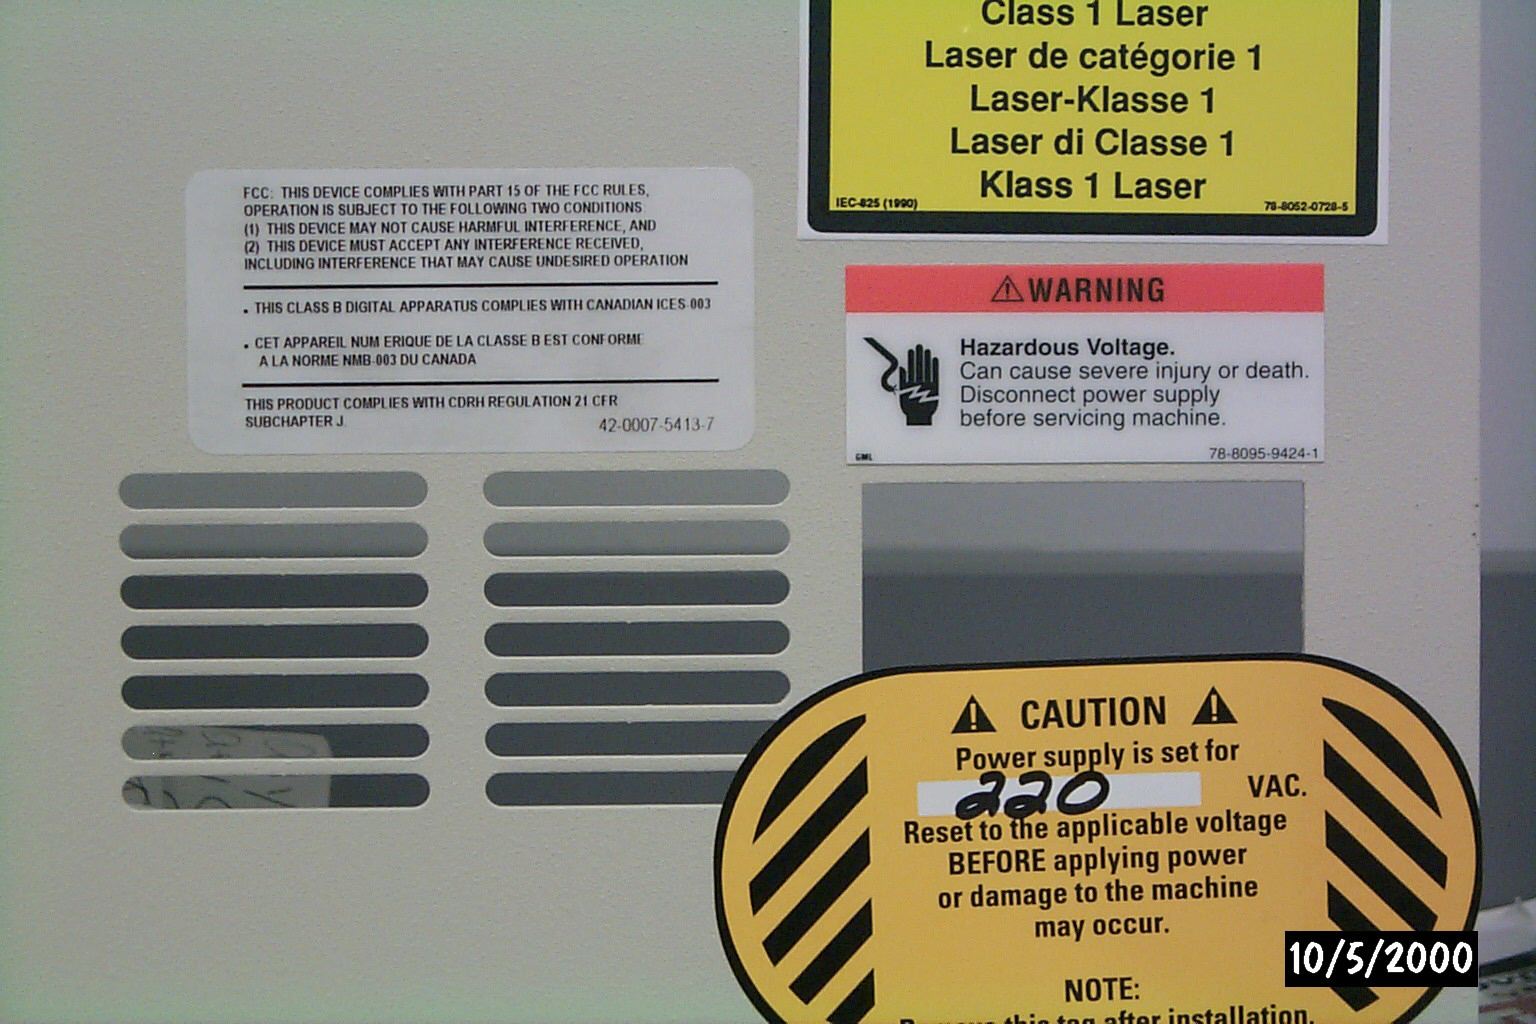 Class 1 Laser
Laser de catégorie 1
Laser-Klasse 1
Laser di Classe 1
Klass 1 Laser
IEC-825 (1990)
78-8052-0728-5
FCC: THIS DEVICE COMPLIES WITH PART 15 OF THE FCC RULES,
OPERATION IS SUBJECT TO THE FOLLOWING TWO CONDITIONS
(1) THIS DEVICE MAY NOT CAUSE HARMFUL INTERFERENCE, AND
(2) THIS DEVICE MUST ACCEPT ANY INTERFERENCE RECEIVED,
INCLUDING INTERFERENCE THAT MAY CAUSE UNDESIRED OPERATION
. THIS CLASS B DIGITAL APPARATUS COMPLIES WITH CANADIAN ICES-003
. CET APPAREIL NUM ERIQUE DE LA CLASSE B EST CONFORME
A LA NORME NMB-003 DU CANADA
THIS PRODUCT COMPLIES WITH CDRH REGULATION 21 CFR
SUBCHAPTER J.
42-0007-5413-7
WARNING
Hazardous Voltage.
Can cause severe injury or death.
Disconnect power supply
before servicing machine.
GML
78-8095-9424-1
CAUTION
Power supply is set for
220 VAC.
Reset to the applicable voltage
BEFORE applying power
or damage to the machine
may occur.
NOTE:
this tag after installation.
10/5/2000